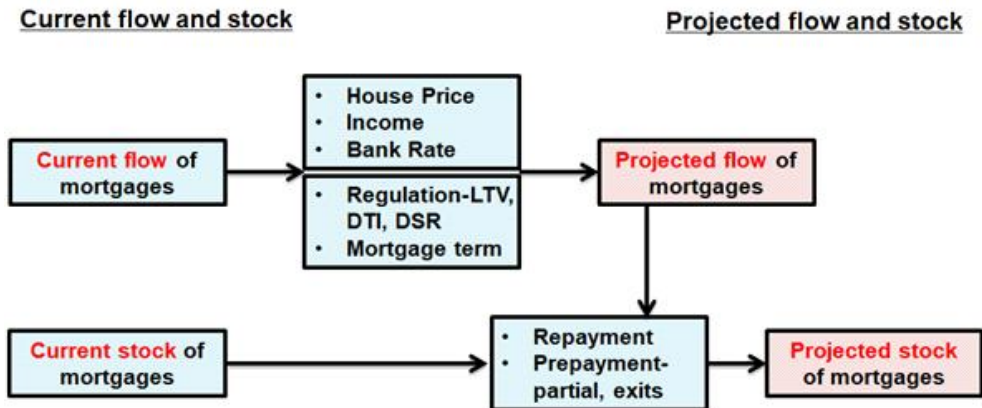 Current flow and stock
Projected flow and stock
• House Price
• Income
• Bank Rate
Current flow of
mortgages
Projected flow of
mortgages
• Regulation-LTV,
DTI, DSR
• Mortgage term
Current stock of
mortgages
• Repayment
• Prepayment-
partial, exits
Projected stock
of mortgages